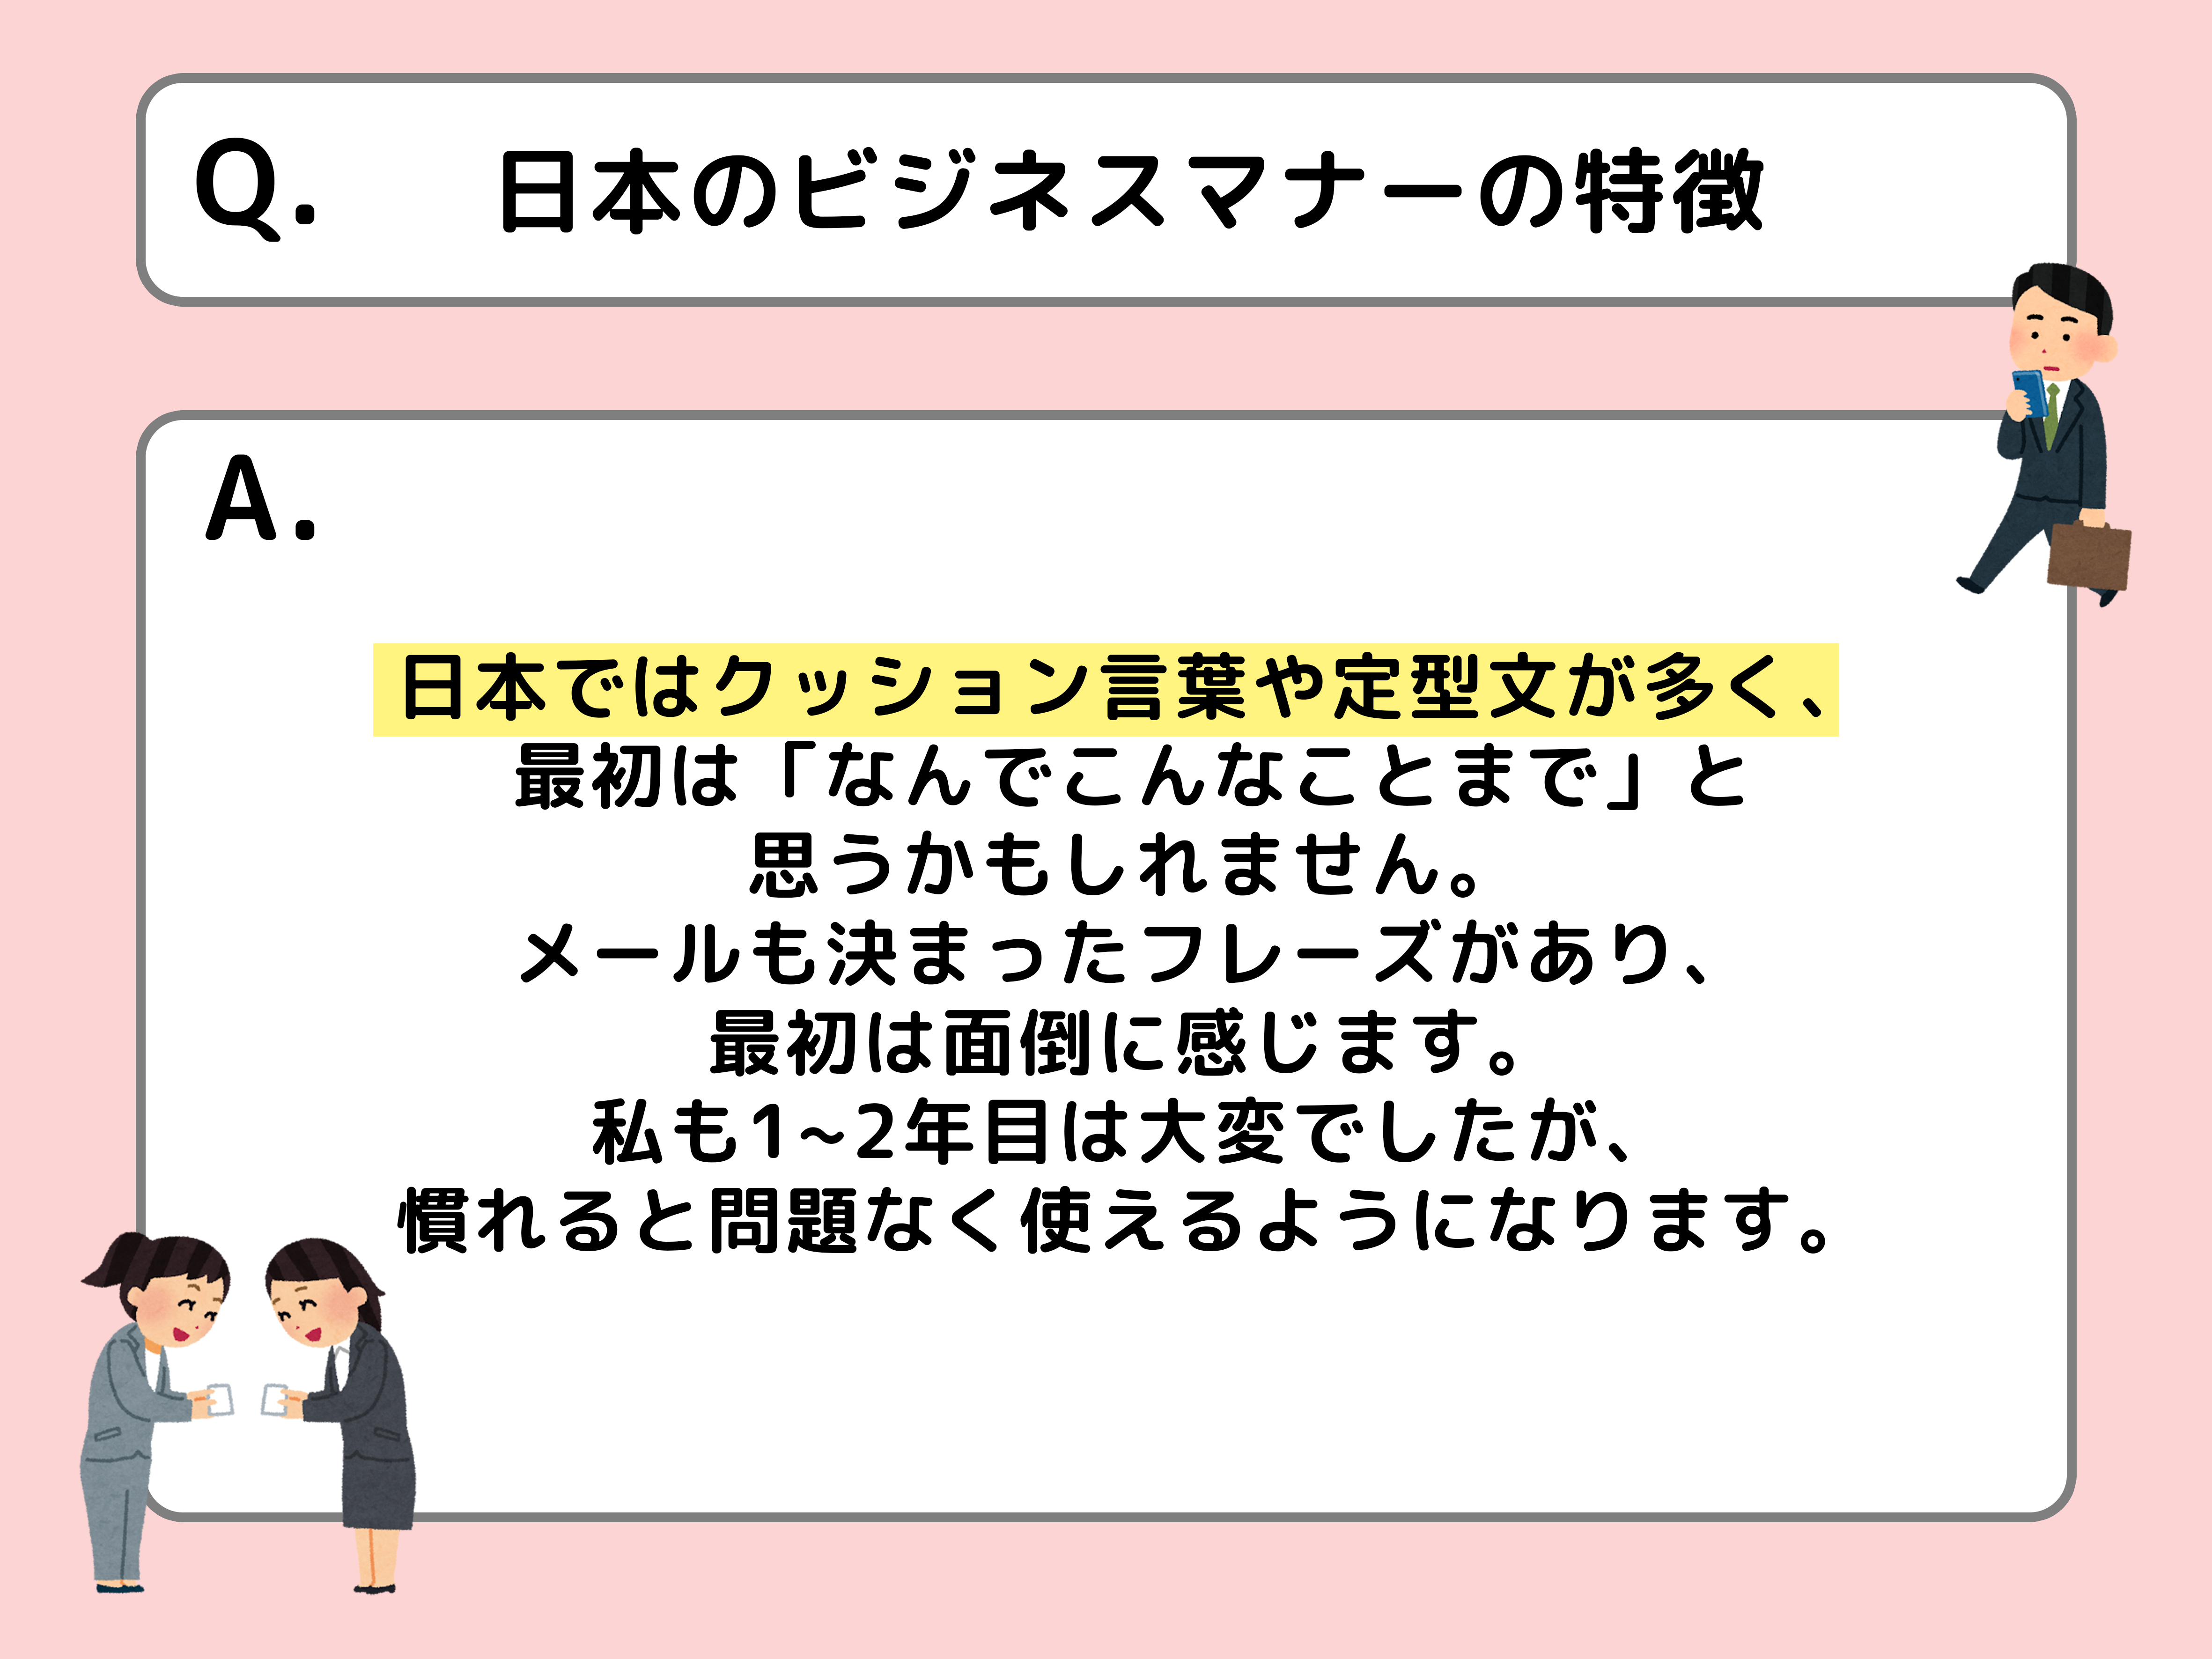 Q. 日本のビジネスマナーの特徴
A.
日本ではクッション言葉や定型文が多く、
最初は「なんでこんなことまで」と
思うかもしれません。
メールも決まったフレーズがあり、
最初は面倒に感じます。
私も1~2年目は大変でしたが、
慣れると問題なく使えるようになります。